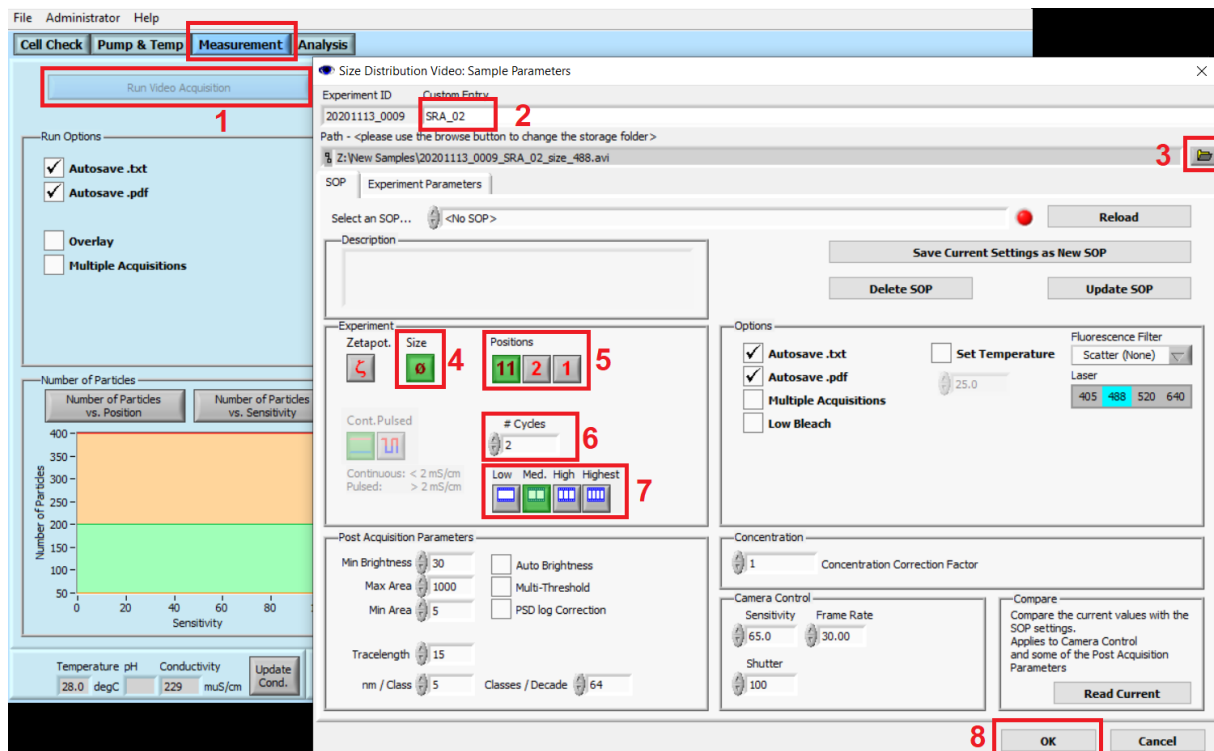 File Administrator Help
Cell Check Pump & Temp Measurement Analysis
Run Video Acquisition
1
Run Options
Autosave .txt
Autosave .pdf
Overlay
Multiple Acquisitions
Number of Particles
Number of Particles
vs. Position
Number of Particles
vs. Sensitivity
400
350
300
250
200
150
100
50
Number of Particles
0 20 40 60 80
Sensitivity
Temperature pH Conductivity
28.0 degC 229 muS/cm
Update
Cond.
Size Distribution Video: Sample Parameters
Experiment ID Custom Entry
20201113_0009 SRA_02 2
Path - <please use the browse button to change the storage folder>
Z:\New Samples\20201113_0009_SRA_02_size_488.avi 3
SOP Experiment Parameters
Select an SOP... <No SOP> Reload
Description
Save Current Settings as New SOP
Delete SOP Update SOP
Experiment
Zetapot. Size Positions
ζ ø 4 11 2 1 5
Cont. Pulsed
# Cycles
2 6
Continuous: < 2 mS/cm
Pulsed: > 2 mS/cm
Low Med. High Highest
7
Options
Autosave .txt
Autosave .pdf
Multiple Acquisitions
Low Bleach
Set Temperature
25.0
Fluorescence Filter
Scatter (None)
Laser
405 488 520 640
Post Acquisition Parameters
Min Brightness 30
Max Area 1000
Min Area 5
Auto Brightness
Multi-Threshold
PSD log Correction
Tracelength 15
nm / Class 5 Classes / Decade 64
Concentration
1 Concentration Correction Factor
Camera Control
Sensitivity Frame Rate
65.0 30.00
Shutter
100
Compare
Compare the current values with the
SOP settings.
Applies to Camera Control
and some of the Post Acquisition
Parameters
Read Current
8 OK Cancel